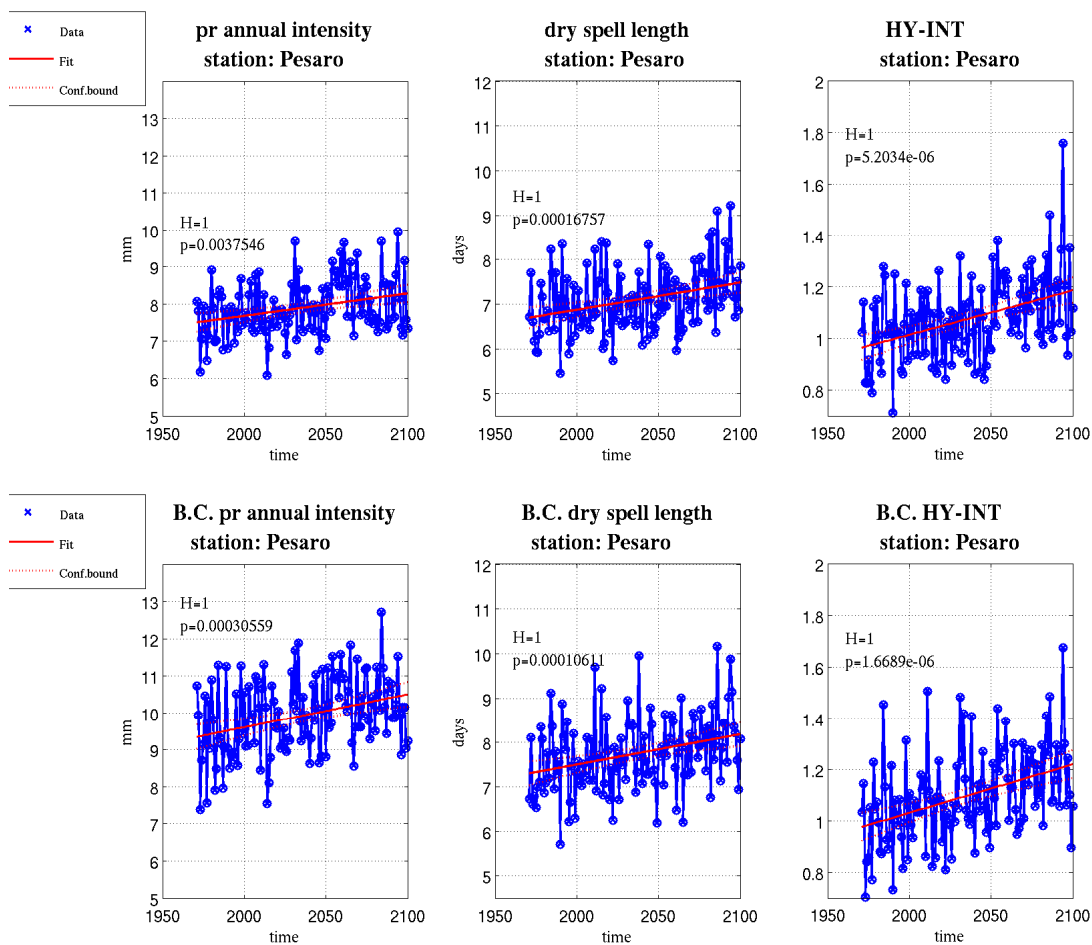 Data
Fit
Conf.bound
pr annual intensity
station: Pesaro
H=1
p=0.0037546
mm
13
12
11
10
9
8
7
6
5
1950
2000
2050
2100
time
dry spell length
station: Pesaro
H=1
p=0.00016757
days
12
11
10
9
8
7
6
5
1950
2000
2050
2100
time
HY-INT
station: Pesaro
H=1
p=5.2034e-06
2
1.8
1.6
1.4
1.2
1
0.8
1950
2000
2050
2100
time
Data
Fit
Conf.bound
B.C. pr annual intensity
station: Pesaro
H=1
p=0.00030559
mm
13
12
11
10
9
8
7
6
5
1950
2000
2050
2100
time
B.C. dry spell length
station: Pesaro
H=1
p=0.00010611
days
12
11
10
9
8
7
6
5
1950
2000
2050
2100
time
B.C. HY-INT
station: Pesaro
H=1
p=1.6689e-06
2
1.8
1.6
1.4
1.2
1
0.8
1950
2000
2050
2100
time